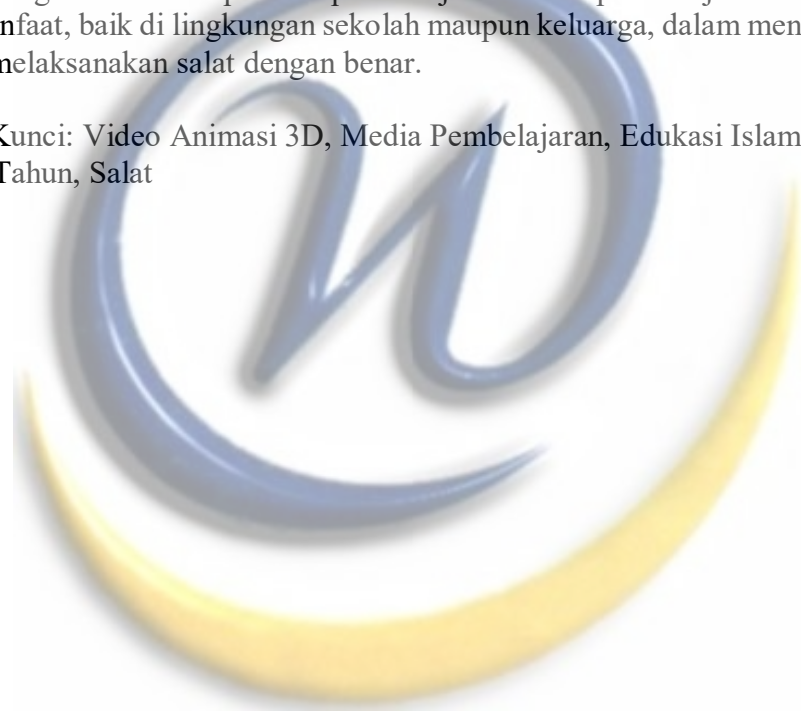 nfaat, baik di lingkungan sekolah maupun keluarga, dalam men
melaksanakan salat dengan benar.
Kunci: Video Animasi 3D, Media Pembelajaran, Edukasi Islam
Tahun, Salat